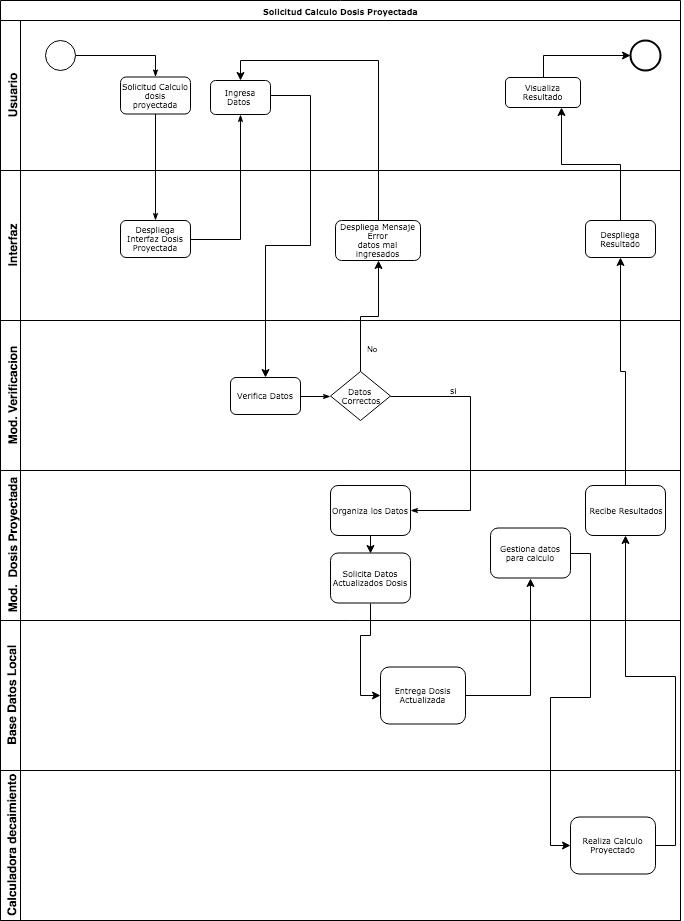 Solicitud Calculo Dosis Proyectada
Usuario
Solicitud Calculo
dosis
proyectada
Ingresa
Datos
Visualiza
Resultado
Interfaz
Despliega
Interfaz Dosis
Proyectada
Despliega Mensaje
Error
datos mal
ingresados
Despliega
Resultado
Mod. Verificacion
Verifica Datos
Datos
Correctos
No
si
Mod.  Dosis Proyectada
Organiza los Datos
Solicita Datos
Actualizados Dosis
Gestiona datos
para calculo
Recibe Resultados
Base Datos Local
Entrega Dosis
Actualizada
Calculadora decaimiento
Realiza Calculo
Proyectado